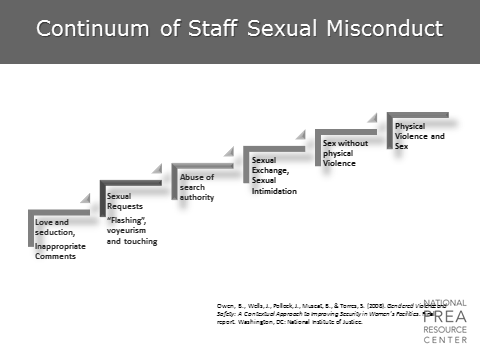 Continuum of Staff Sexual Misconduct
Love and
seduction,
Inappropriate
Comments
Sexual
Requests
“Flashing”,
voyeurism
and touching
Abuse of
search
authority
Sexual
Exchange,
Sexual
Intimidation
Sex without
physical
Violence
Physical
Violence and
Sex
Owen, B., Wells, J., Pollock, J., Muscat, B., & Torres, S. (2008). Gendered Violence and
Safety: A Contextual Approach to Improving Security in Women's Facilities.
report. Washington, DC: National Institute of Justice.
NATIONAL
PREA
RESOURCE
CENTER